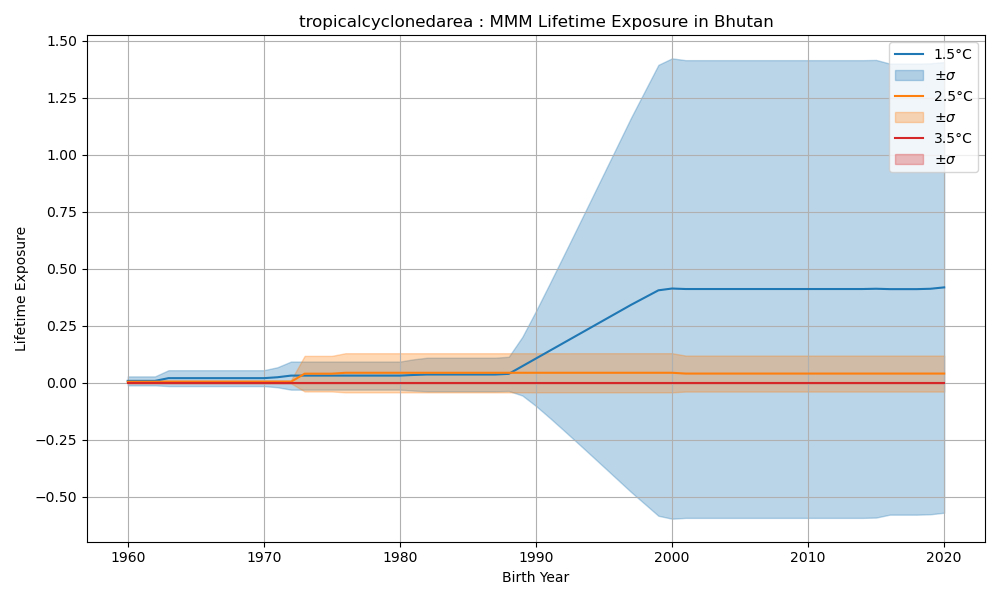 tropicalcyclonedarea : MMM Lifetime Exposure in Bhutan
1.50
1.25
1.00
0.75
0.50
0.25
0.00
−0.25
−0.50
Lifetime Exposure
1.5°C
±σ
2.5°C
±σ
3.5°C
±σ
1960 1970 1980 1990 2000 2010 2020
Birth Year